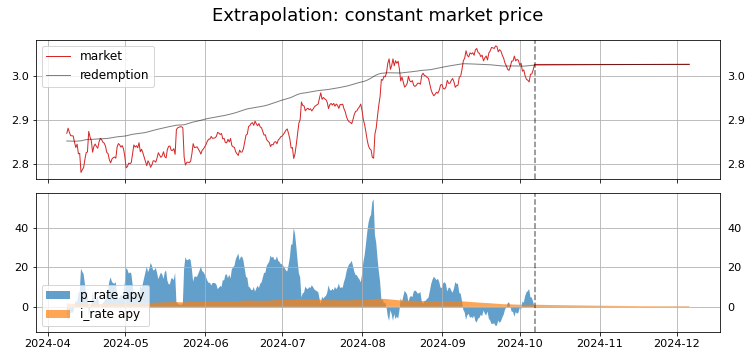 Extrapolation: constant market price
market
redemption
3.0
2.9
2.8
3.0
2.9
2.8
40
20
0
40
20
0
p_rate apy
i_rate apy
2024-04 2024-05 2024-06 2024-07 2024-08 2024-09 2024-10 2024-11 2024-12